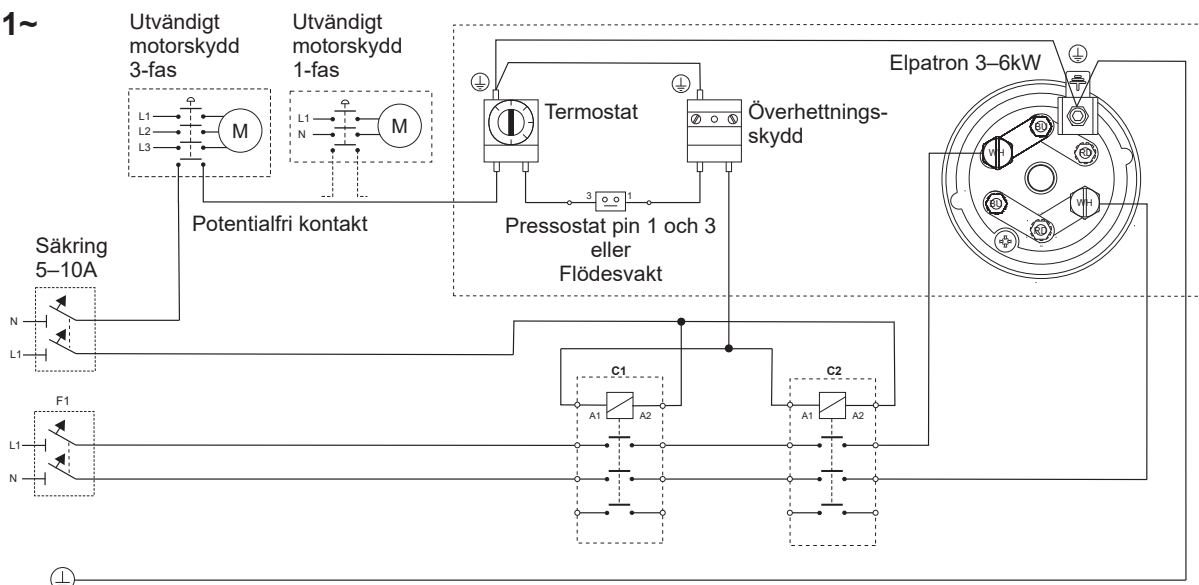 1~
Utvändigt
motorskydd
3-fas
Utvändigt
motorskydd
1-fas
L1
L2
L3
M
L1
N
M
Termostat
Överhettnings-
skydd
Elpatron 3–6kW
BU
WH
RD
BU
WH
RD
3
1
Potentialfri kontakt
Pressostat pin 1 och 3
eller
Flödesvakt
Säkring
5–10A
N
L1
C1
C2
A1
A2
A1
A2
F1
L1
N